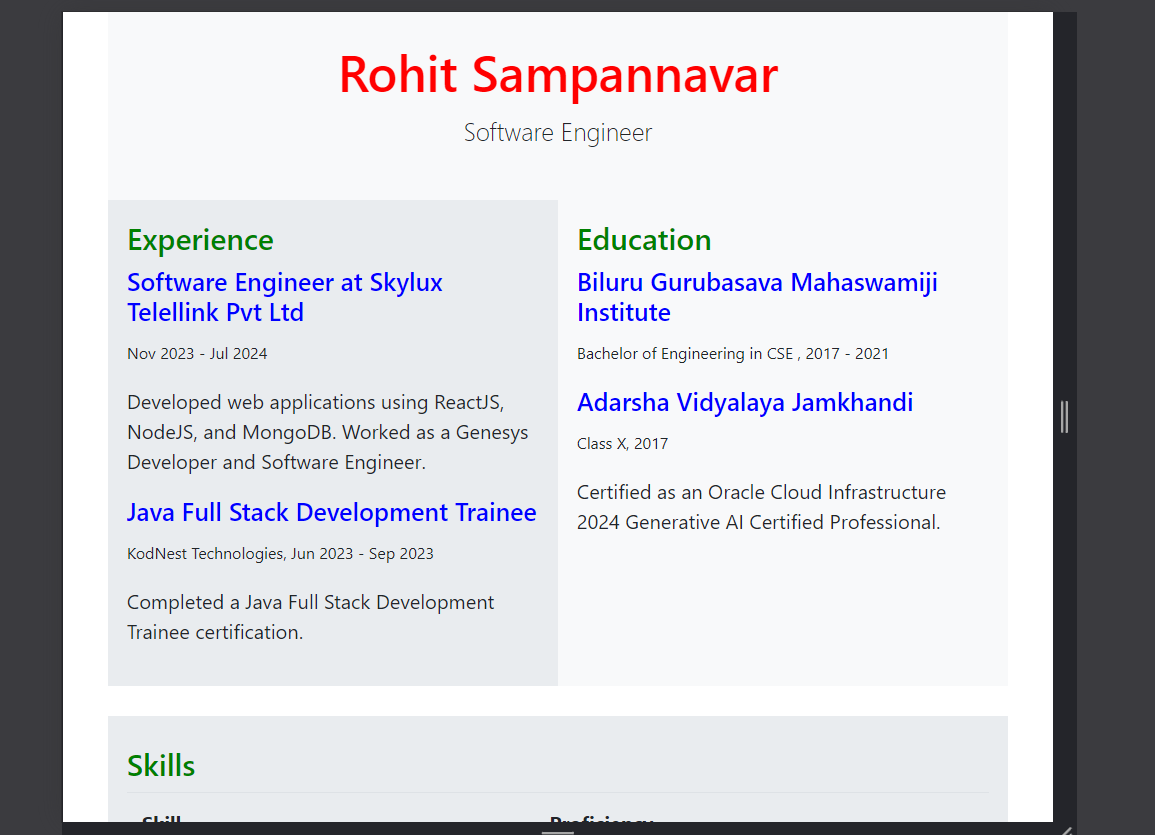 Rohit Sampannavar
Software Engineer
Experience
Software Engineer at Skylux
Telellink Pvt Ltd
Nov 2023 - Jul 2024
Developed web applications using ReactJS,
NodeJS, and MongoDB. Worked as a Genesys
Developer and Software Engineer.
Java Full Stack Development Trainee
KodNest Technologies, Jun 2023 - Sep 2023
Completed a Java Full Stack Development
Trainee certification.
Education
Biluru Gurubasava Mahaswamiji
Institute
Bachelor of Engineering in CSE , 2017 - 2021
Adarsha Vidyalaya Jamkhandi
Class X, 2017
Certified as an Oracle Cloud Infrastructure
2024 Generative AI Certified Professional.
Skills
Skill Proficiency